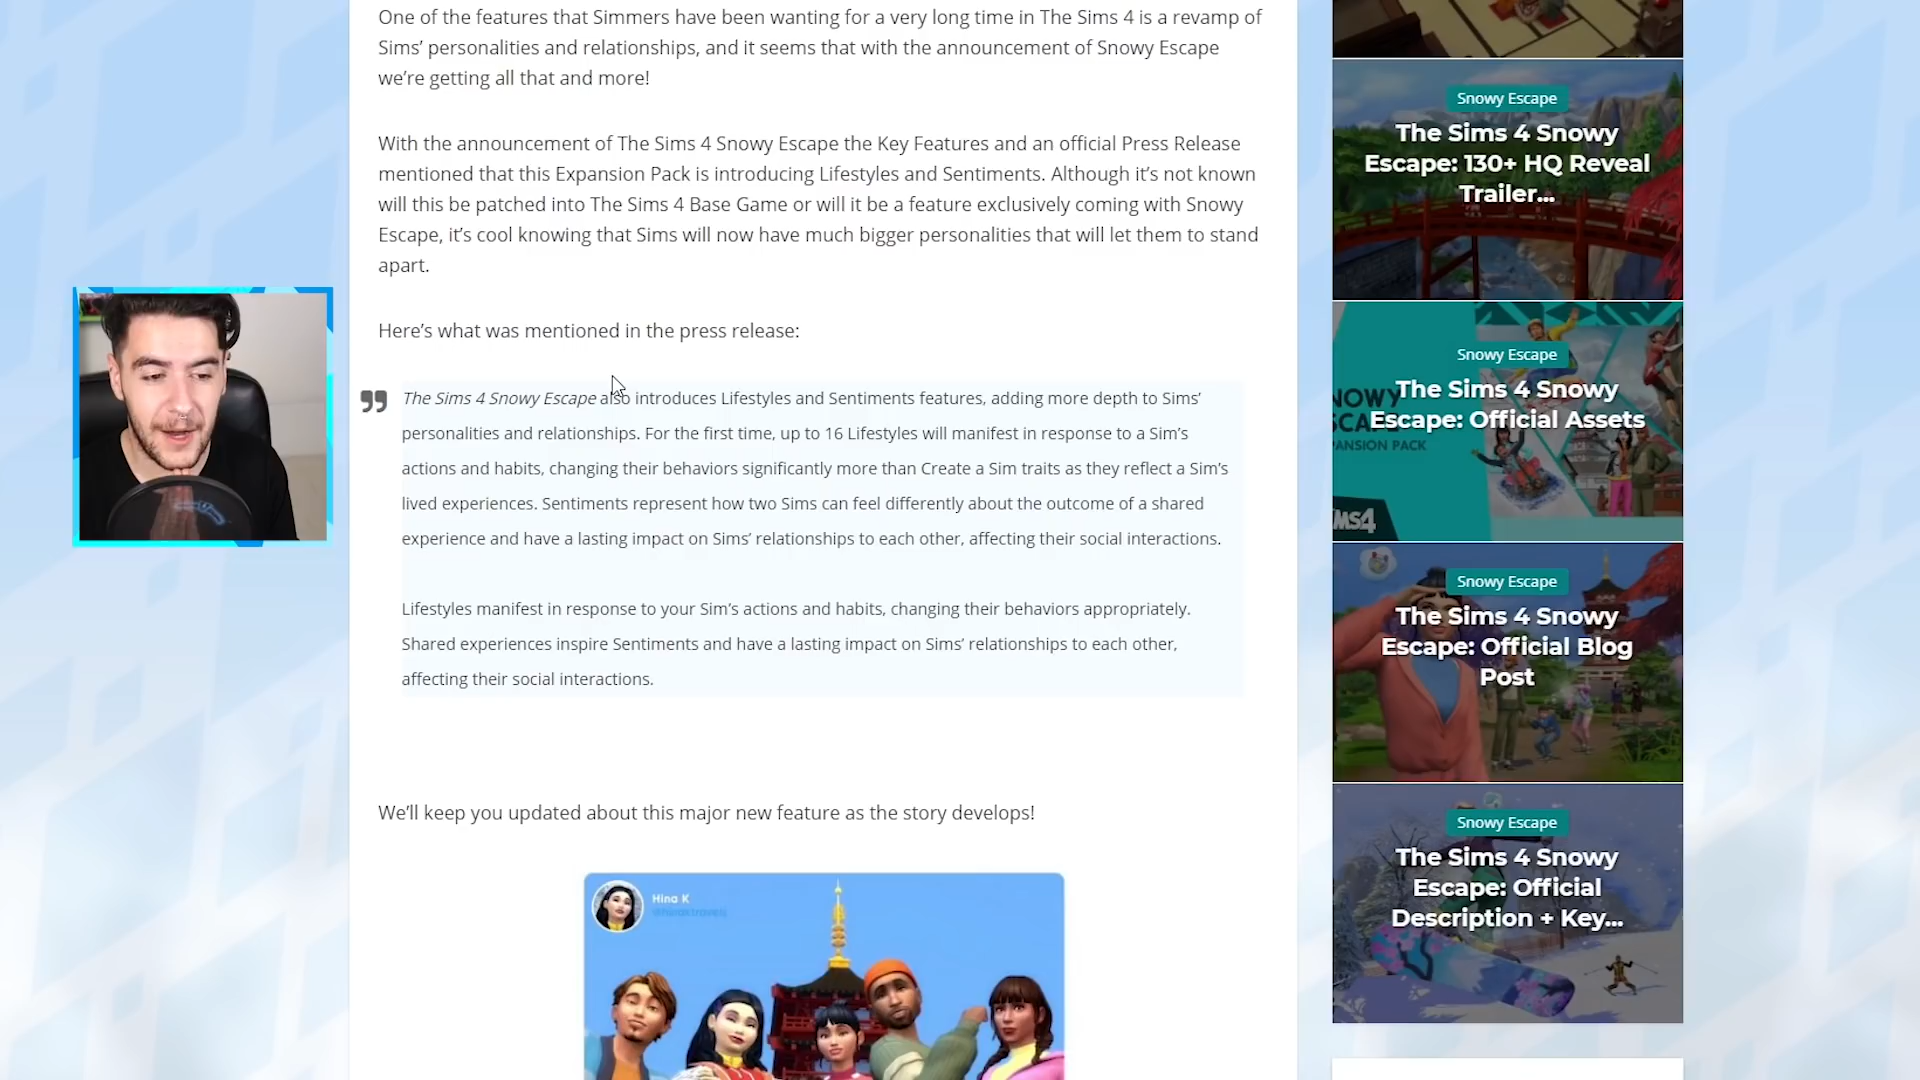 One of the features that Simmers have been wanting for a very long time in The Sims 4 is a revamp of
Sims’ personalities and relationships, and it seems that with the announcement of Snowy Escape
we’re getting all that and more!
With the announcement of The Sims 4 Snowy Escape the Key Features and an official Press Release
mentioned that this Expansion Pack is introducing Lifestyles and Sentiments. Although it’s not known
will this be patched into The Sims 4 Base Game or will it be a feature exclusively coming with Snowy
Escape, it’s cool knowing that Sims will now have much bigger personalities that will let them to stand
apart.
Here’s what was mentioned in the press release:
The Sims 4 Snowy Escape also introduces Lifestyles and Sentiments features, adding more depth to Sims’
personalities and relationships. For the first time, up to 16 Lifestyles will manifest in response to a Sim’s
actions and habits, changing their behaviors significantly more than Create a Sim traits as they reflect a Sim’s
lived experiences. Sentiments represent how two Sims can feel differently about the outcome of a shared
experience and have a lasting impact on Sims’ relationships to each other, affecting their social interactions.
Lifestyles manifest in response to your Sim’s actions and habits, changing their behaviors appropriately.
Shared experiences inspire Sentiments and have a lasting impact on Sims’ relationships to each other,
affecting their social interactions.
We’ll keep you updated about this major new feature as the story develops!
Hina K
Snowy Escape
The Sims 4 Snowy
Escape: 130+ HQ Reveal
Trailer...
Snowy Escape
The Sims 4 Snowy
Escape: Official Assets
NOWY
PANSION PACK
Snowy Escape
The Sims 4 Snowy
Escape: Official Blog
Post
Snowy Escape
The Sims 4 Snowy
Escape: Official
Description + Key...